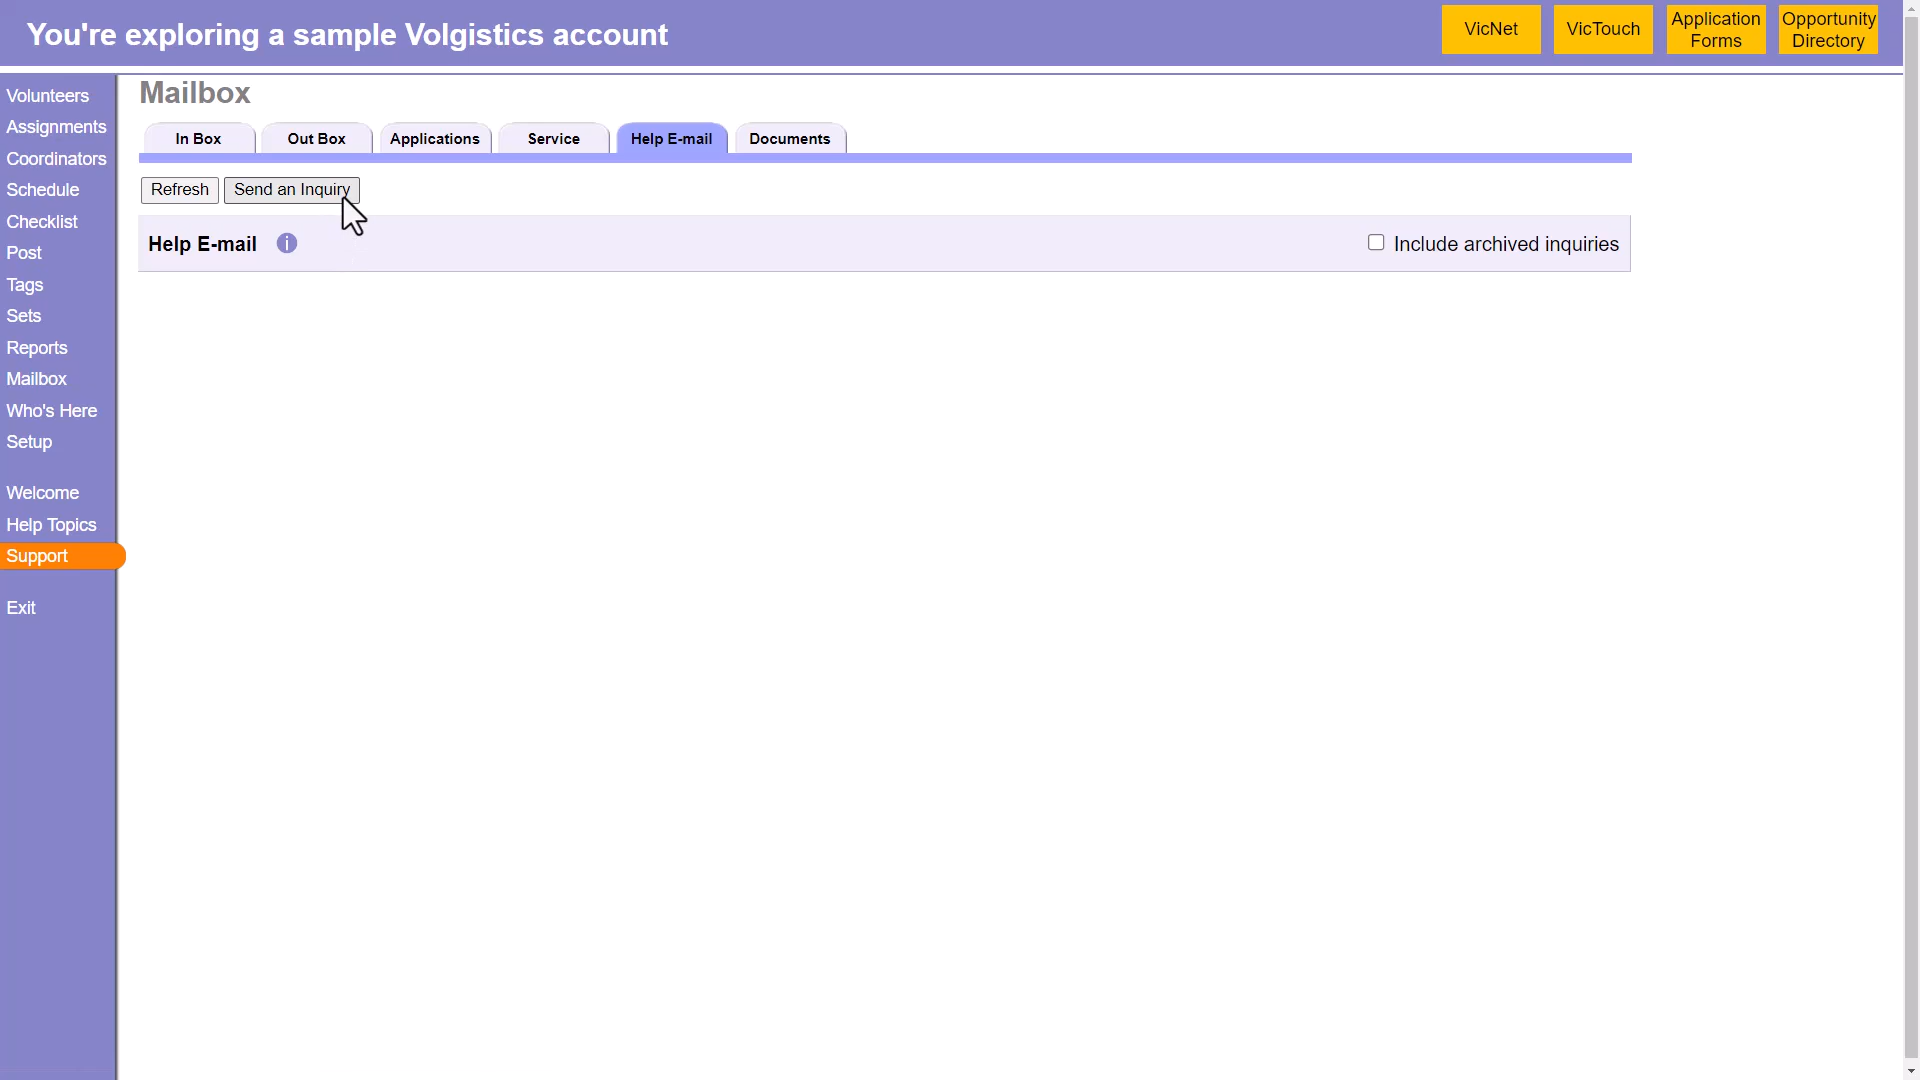 You're exploring a sample Volgistics account
VicNet
VicTouch
Application
Forms
Opportunity
Directory
Volunteers
Assignments
Coordinators
Schedule
Checklist
Post
Tags
Sets
Reports
Mailbox
Who's Here
Setup
Welcome
Help Topics
Support
Exit
Mailbox
In Box
Out Box
Applications
Service
Help E-mail
Documents
Refresh
Send an Inquiry
Help E-mail i
Include archived inquiries